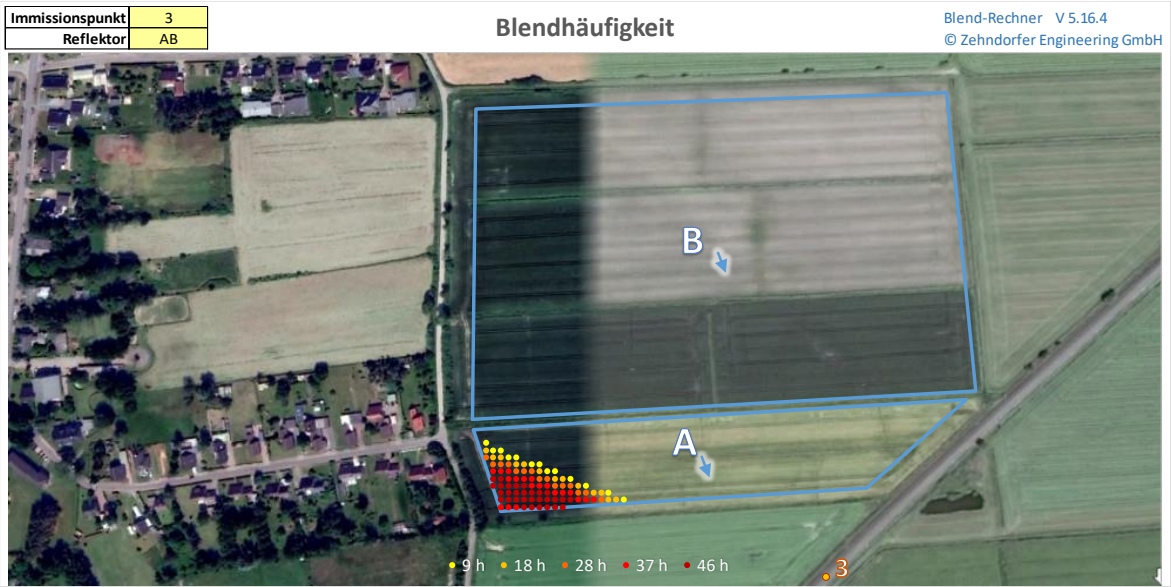 Immissionspunkt 3
Reflektor AB
Blendhäufigkeit
Blend-Rechner V 5.16.4
© Zehndorfer Engineering GmbH
B
A
9 h 18 h 28 h 37 h 46 h
3